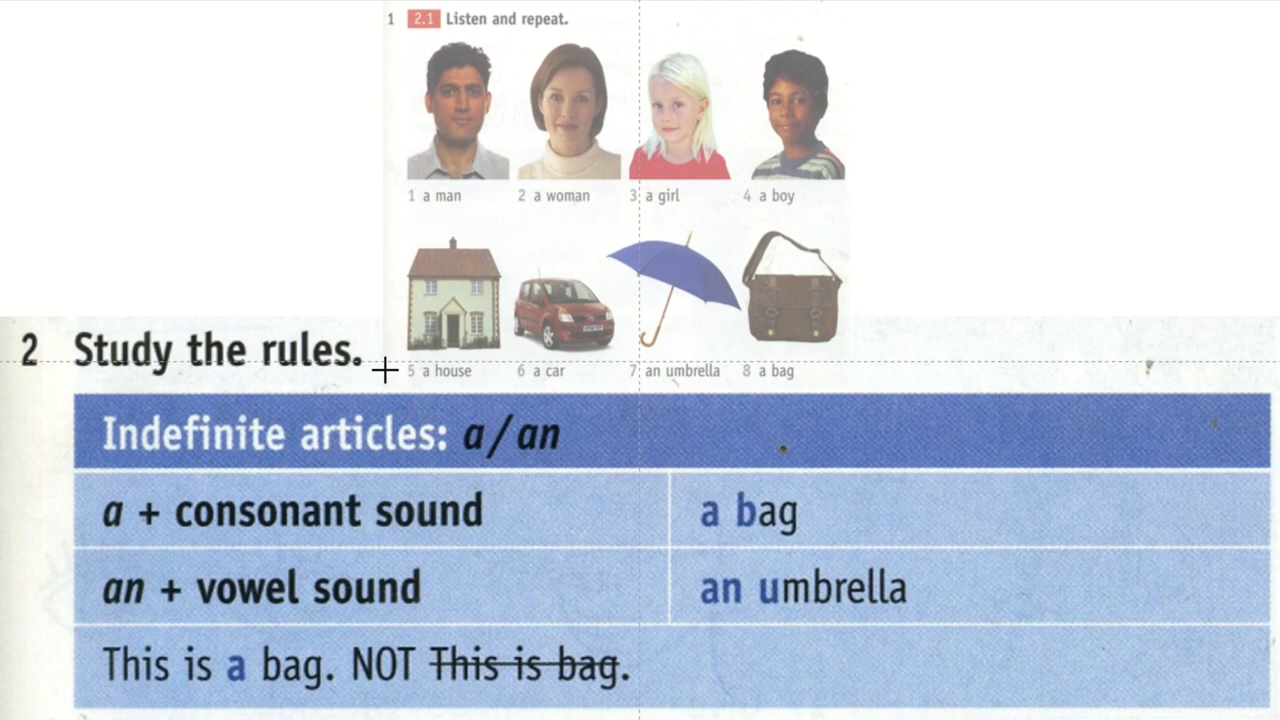 1 2.1 Listen and repeat.
1 a man 2 a woman 3 a girl 4 a boy
5 a house 6 a car 7 an umbrella 8 a bag
2 Study the rules.
Indefinite articles: a/an
a + consonant sound a bag
an + vowel sound an umbrella
This is a bag. NOT This is bag.